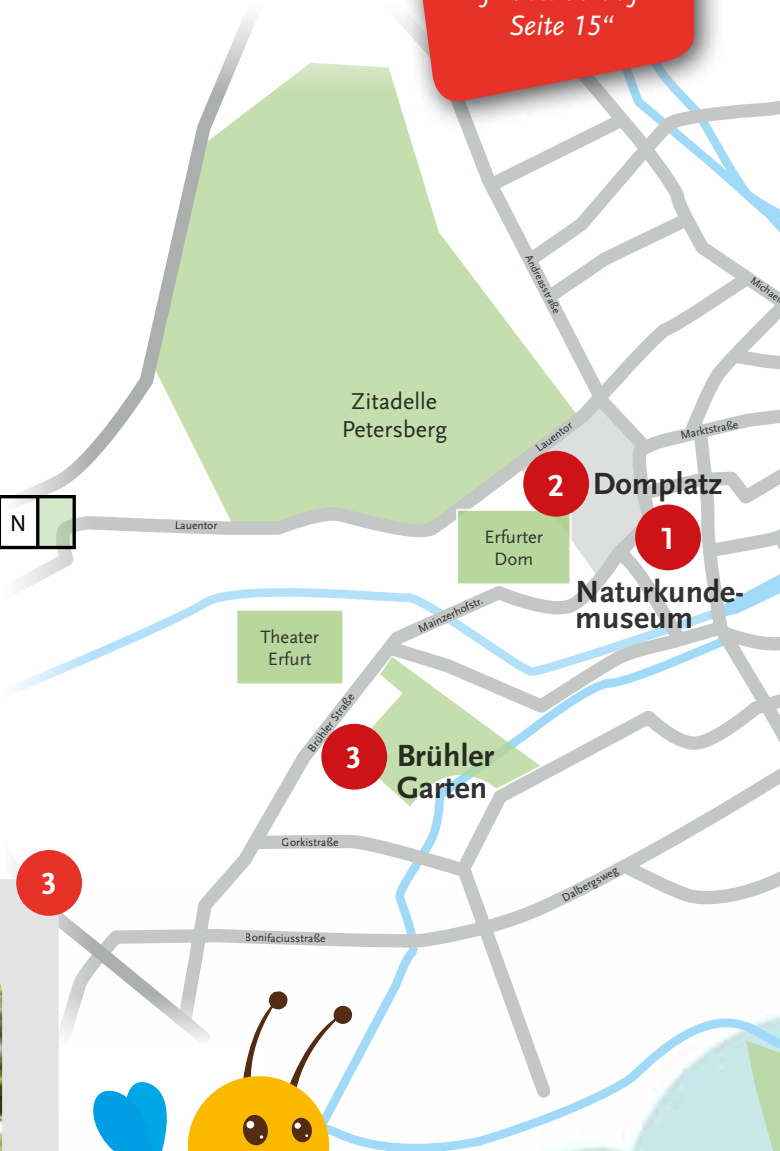 Seite 15“
Andreasstraße
Zitadelle
Petersberg
Lauentor
Marktstraße
2
Domplatz
N
Lauentor
Erfurter
Dom
1
Naturkunde-
museum
Mainzerhofstr.
Theater
Erfurt
Brühler Straße
3
Brühler
Garten
Gorkistraße
3
Dalbergsweg
Bonifaciusstraße